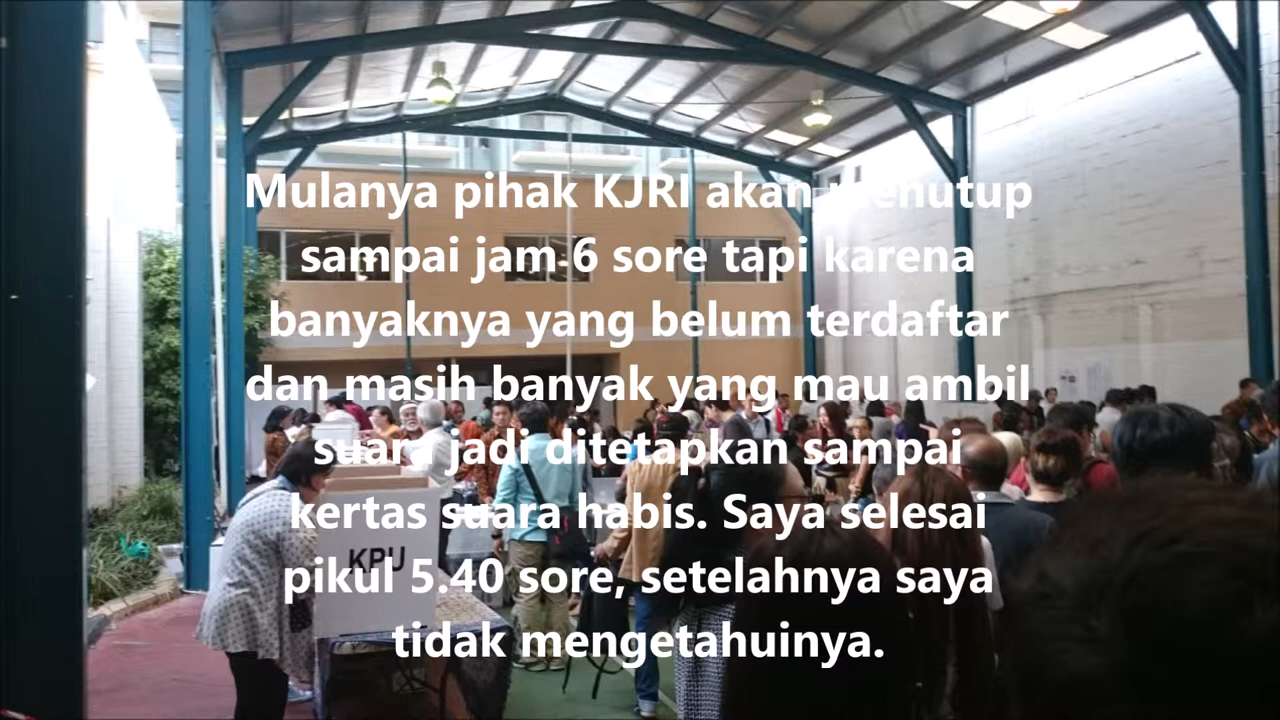 Mulanya pihak KJRI akan menutup
sampai jam 6 sore tapi karena
banyaknya yang belum terdaftar
dan masih banyak yang mau ambil
suara jadi ditetapkan sampai
kertas suara habis. Saya selesai
KPU
pikul 5.40 sore, setelahnya saya
tidak mengetahuinya.